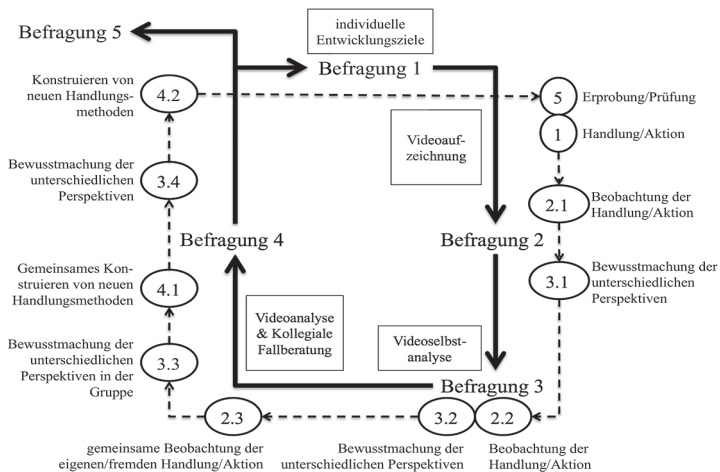 individuelle
Entwicklungsziele
Befragung 5
Befragung 1
Konstruieren von
neuen Handlungs-
methoden
4.2
5
Erprobung/Prüfung
1
Handlung/Aktion
Videoauf-
zeichnung
Bewusstmachung der
unterschiedlichen
Perspektiven
3.4
2.1
Beobachtung der
Handlung/Aktion
Befragung 4
Befragung 2
Gemeinsames Kon-
struieren von neuen
Handlungsmethoden
4.1
3.1
Bewusstmachung der
unterschiedlichen
Perspektiven
Videoanalyse
& Kollegiale
Fallberatung
Videoselbst-
analyse
Bewusstmachung der
unterschiedlichen
Perspektiven in der
Gruppe
3.3
Befragung 3
2.3
3.2
2.2
gemeinsame Beobachtung der
eigenen/fremden Handlung/Aktion
Bewusstmachung der
unterschiedlichen Perspektiven
Beobachtung der
Handlung/Aktion